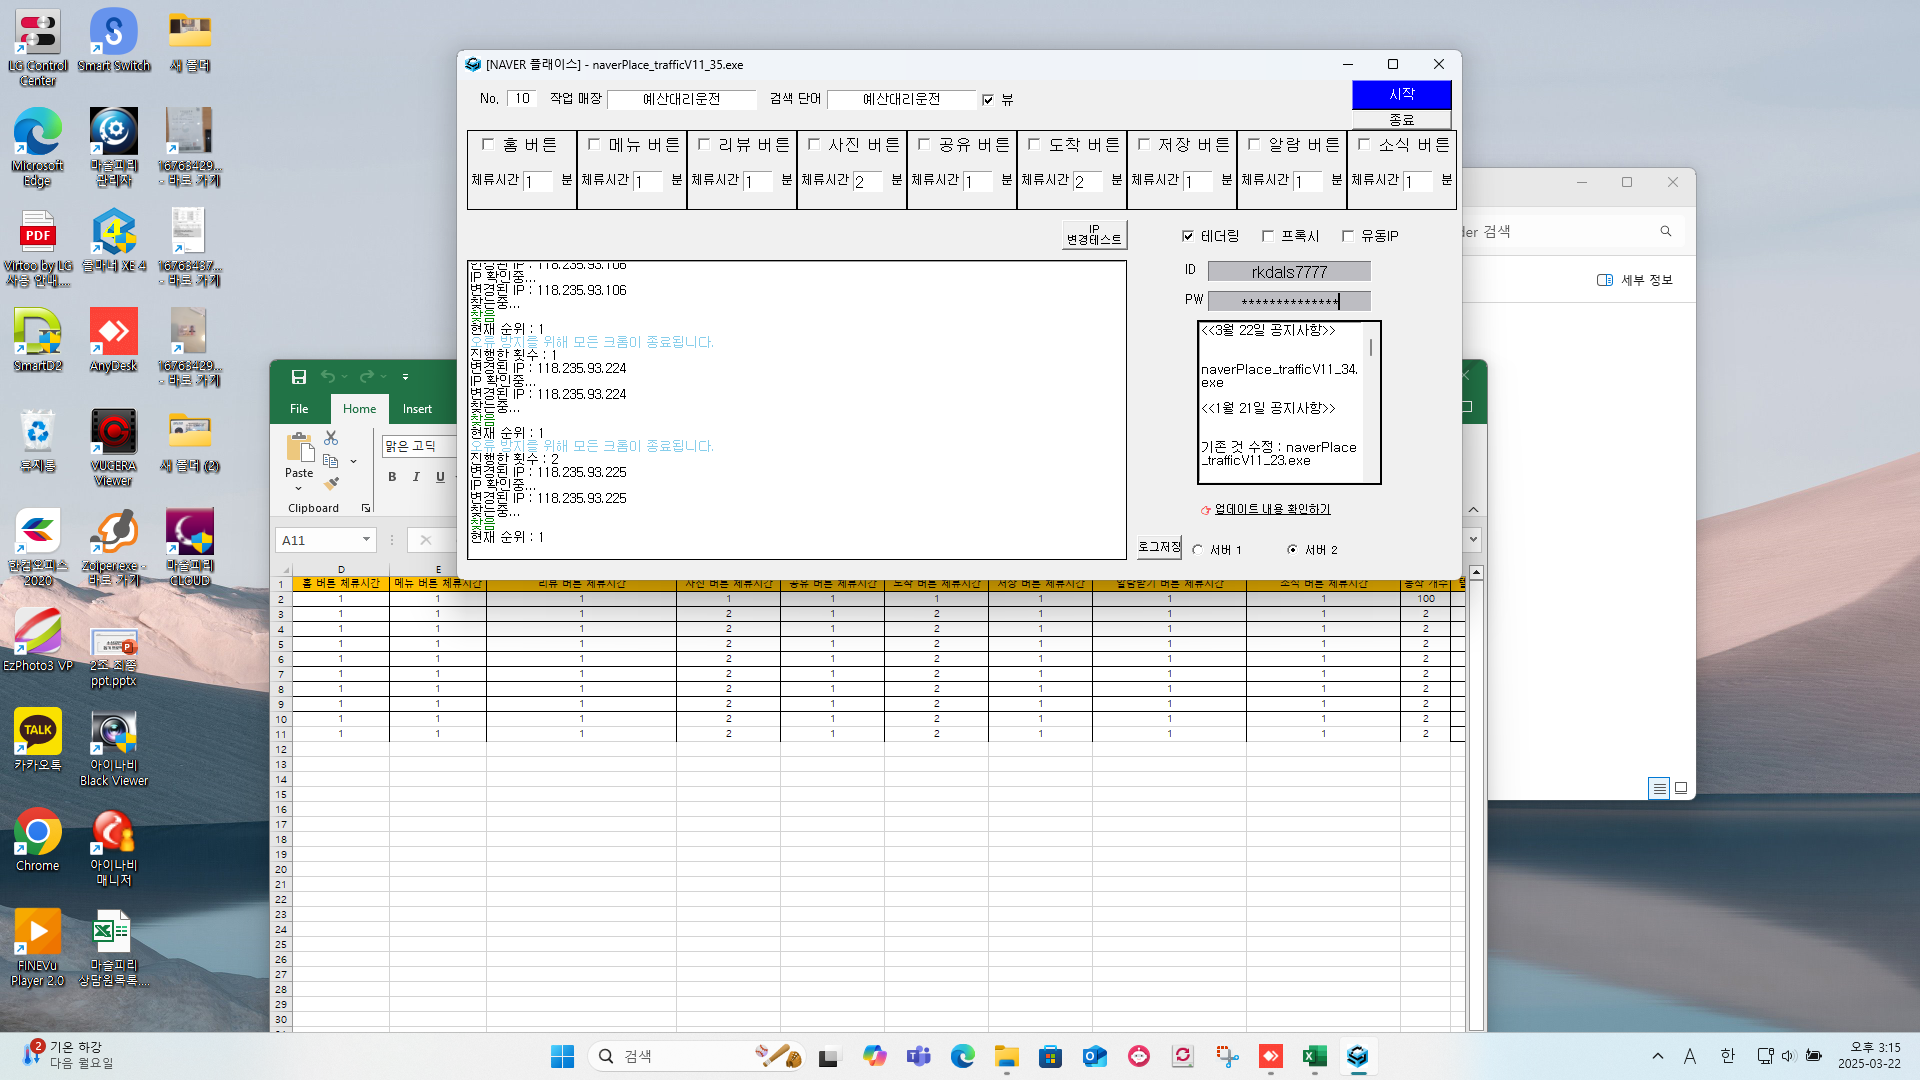 LG Control
Center
Smart Switch
새 폴더
Microsoft
Edge
마술피리
관리자
16763429...
- 바로 가기
Virtoo by LG
사용 안내....
콜마너 XE 4
16763437...
- 바로 가기
SmartD2
AnyDesk
16763429...
- 바로 가기
휴지통
VUGERA
Viewer
새 폴더 (2)
한컴오피스
2020
Zoiperexe -
바로 가기
마술피리
CLOUD
EzPhoto3 VP
2조 최종
ppt.pptx
카카오톡
아이나비
Black Viewer
Chrome
아이나비
매니저
FINEVu
Player 2.0
마술피리
상담원목록....
[NAVER 플레이스] - naverPlace_trafficV11_35.exe
No, 10 작업 매장 예산대리운전 검색 단어 예산대리운전 뷰
시작
종료
홈 버튼 메뉴 버튼 리뷰 버튼 사진 버튼 공유 버튼 도착 버튼 저장 버튼 알람 버튼 소식 버튼
체류시간 1 분 체류시간 1 분 체류시간 1 분 체류시간 2 분 체류시간 1 분 체류시간 2 분 체류시간 1 분 체류시간 1 분 체류시간 1 분
IP
변경테스트
테더링 프록시 유동IP
ID rkdals7777
PW **************
변경된 IP : 118.235.93.106
IP 확인중...
변경된 IP : 118.235.93.106
찾는중...
찾음
현재 순위 : 1
오류 방지를 위해 모든 크롬이 종료됩니다.
진행한 횟수 : 1
변경된 IP : 118.235.93.224
IP 확인중...
변경된 IP : 118.235.93.224
찾는중...
찾음
현재 순위 : 1
오류 방지를 위해 모든 크롬이 종료됩니다.
진행한 횟수 : 2
변경된 IP : 118.235.93.225
IP 확인중...
변경된 IP : 118.235.93.225
찾는중...
찾음
현재 순위 : 1
<<3월 22일 공지사항>>
naverPlace_trafficV11_34.
exe
<<1월 21일 공지사항>>
기존 것 수정 : naverPlace
_trafficV11_23.exe
업데이트 내용 확인하기
로그저장 서버 1 서버 2
der 검색
세부 정보
File Home Insert
Paste
맑은 고딕
B I U
Clipboard
A11
D E
1 홈 버튼 체류시간 메뉴 버튼 체류시간 리뷰 버튼 체류시간 사진 버튼 체류시간 공유 버튼 체류시간 도착 버튼 체류시간 저장 버튼 체류시간 알람받기 버튼 체류시간 소식 버튼 체류시간 동작 개수
2 1 1 1 1 1 1 1 1 1 100
3 1 1 1 2 1 2 1 1 1 2
4 1 1 1 2 1 2 1 1 1 2
5 1 1 1 2 1 2 1 1 1 2
6 1 1 1 2 1 2 1 1 1 2
7 1 1 1 2 1 2 1 1 1 2
8 1 1 1 2 1 2 1 1 1 2
9 1 1 1 2 1 2 1 1 1 2
10 1 1 1 2 1 2 1 1 1 2
11 1 1 1 2 1 2 1 1 1 2
12
13
14
15
16
17
18
19
20
21
22
23
24
25
26
27
28
29
30
2 기온 하강
다음 월요일
검색
A 한
오후 3:15
2025-03-22